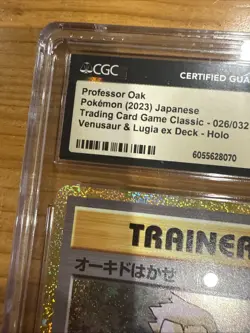 CGC
CERTIFIED GUA
Professor Oak
Pokémon (2023) Japanese
Trading Card Game Classic - 026/032
Venusaur & Lugia ex Deck - Holo
6055628070
TRAINER
オーキドはかせ